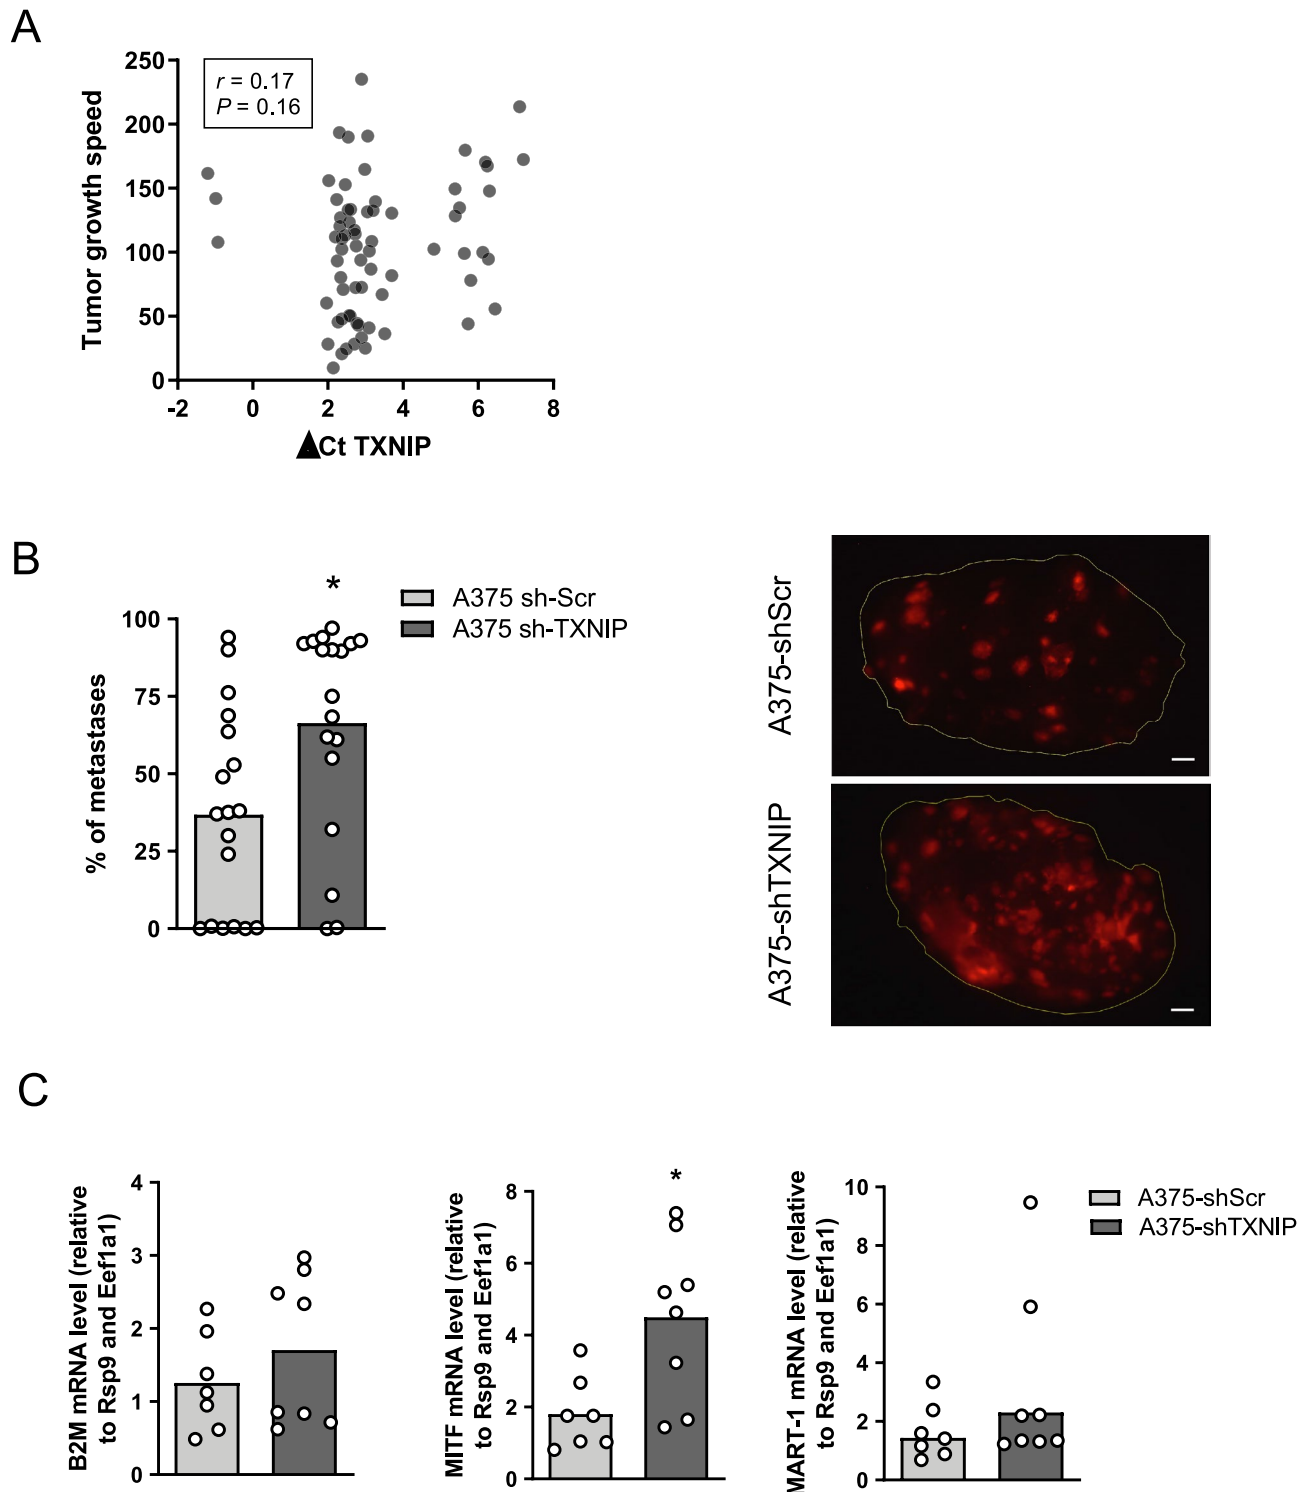 A
250
200
150
100
50
0
-2
0
2
4
6
8
Tumor growth speed
r = 0.17
P = 0.16
▲Ct TXNIP
B
100
75
50
25
0
% of metastases
*
A375 sh-Scr
A375 sh-TXNIP
A375-shScr
A375-shTXNIP
C
B2M mRNA level (relative
to Rsp9 and Eef1a1)
4
3
2
1
0
MITF mRNA level (relative
to Rsp9 and Eef1a1)
8
6
4
2
0
*
MART-1 mRNA level (relative
to Rsp9 and Eef1a1)
10
8
6
4
2
0
A375-shScr
A375-shTXNIP